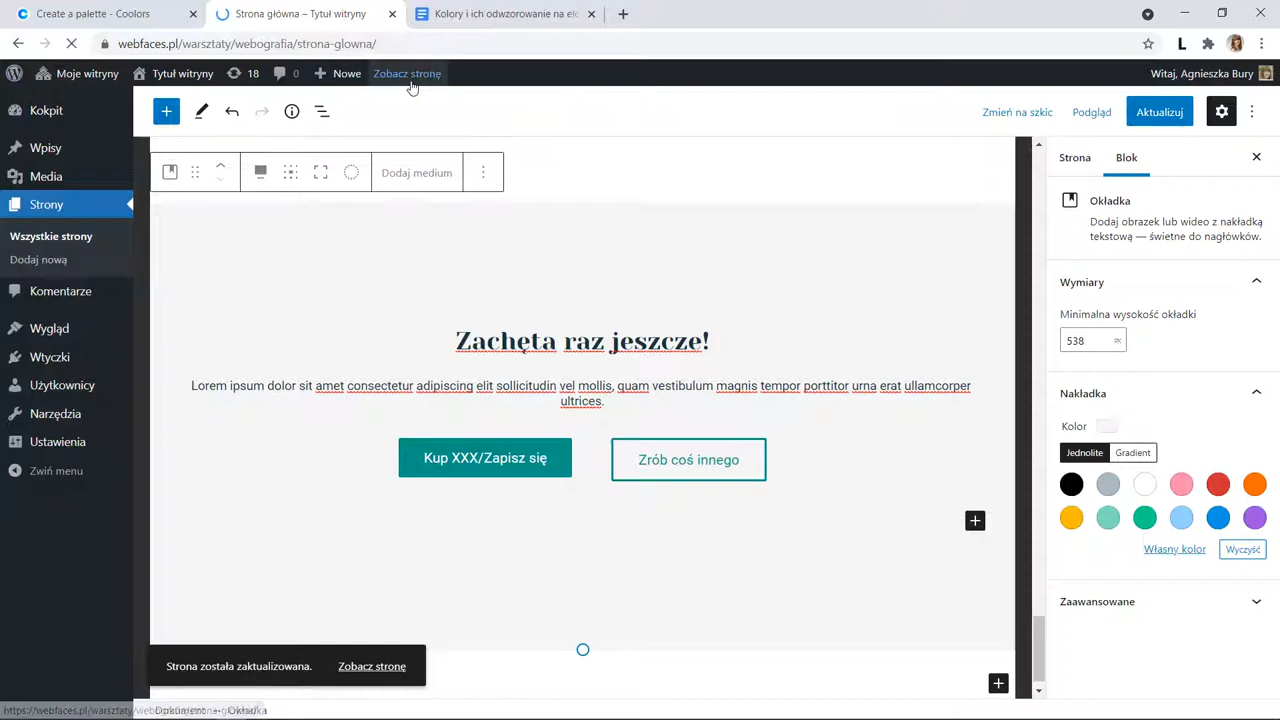 Create a palette - Coolors
Strona główna – Tytuł witryny
Kolory i ich odwzorowanie na ele
webfaces.pl/warsztaty/webografia/strona-glowna/
Moje witryny
Tytuł witryny
18
0
Nowe
Zobacz stronę
Witaj, Agnieszka Bury
Kokpit
Wpisy
Media
Strony
Wszystkie strony
Dodaj nową
Komentarze
Wygląd
Wtyczki
Użytkownicy
Narzędzia
Ustawienia
Zwiń menu
Zmień na szkic
Podgląd
Aktualizuj
Dodaj medium
Zachęta raz jeszcze!
Lorem ipsum dolor sit amet consectetur adipiscing elit sollicitudin vel mollis, quam vestibulum magnis tempor porttitor urna erat ullamcorper
ultrices.
Kup XXX/Zapisz się
Zrób coś innego
Strona została zaktualizowana.
Zobacz stronę
Strona
Blok
Okładka
Dodaj obrazek lub wideo z nakładką
tekstową — świetne do nagłówków.
Wymiary
Minimalna wysokość okładki
538
PX
Nakładka
Kolor
Jednolite
Gradient
Własny kolor
Wyczyść
Zaawansowane